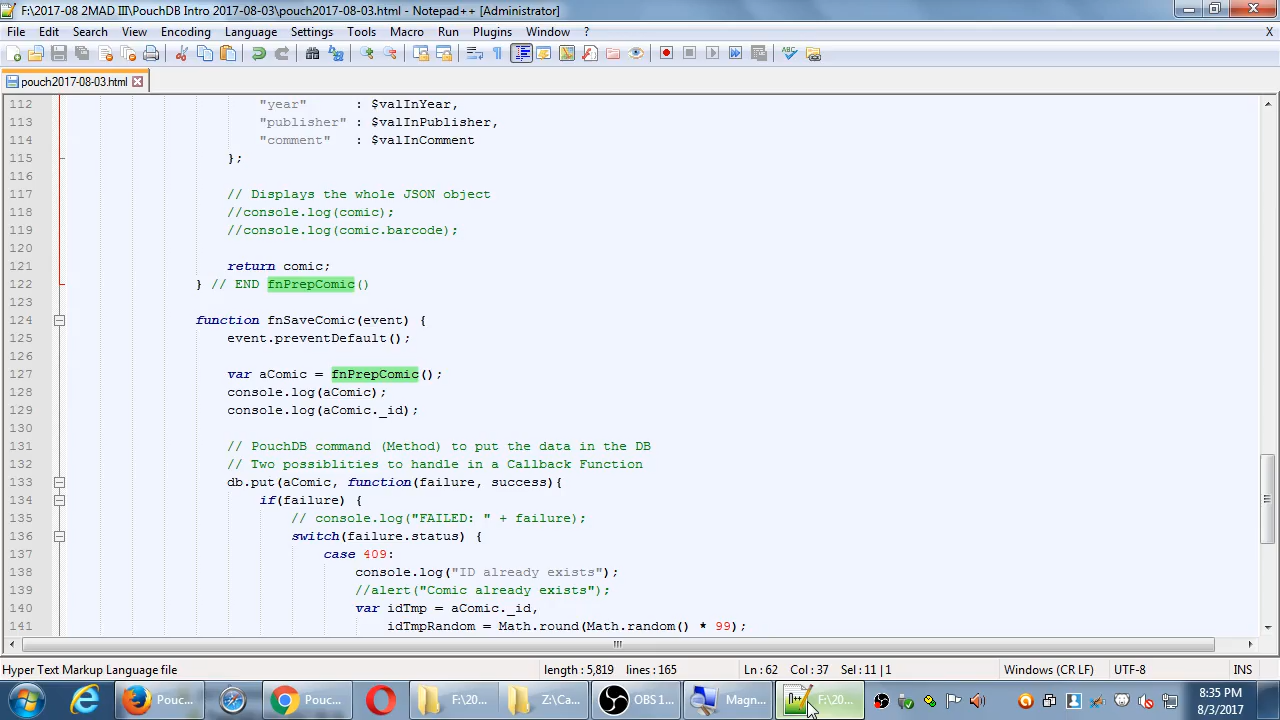 F:\2017-08 2MAD III\PouchDB Intro 2017-08-03\pouch2017-08-03.html - Notepad++ [Administrator]
File Edit Search View Encoding Language Settings Tools Macro Run Plugins Window ? X
pouch2017-08-03.html
112 "year" : $valInYear,
113 "publisher" : $valInPublisher,
114 "comment" : $valInComment
115 };
116
117 // Displays the whole JSON object
118 //console.log(comic);
119 //console.log(comic.barcode);
120
121 return comic;
122 } // END fnPrepComic()
123
124 function fnSaveComic(event) {
125 event.preventDefault();
126
127 var aComic = fnPrepComic();
128 console.log(aComic);
129 console.log(aComic._id);
130
131 // PouchDB command (Method) to put the data in the DB
132 // Two possiblities to handle in a Callback Function
133 db.put(aComic, function(failure, success){
134 if(failure) {
135 // console.log("FAILED: " + failure);
136 switch(failure.status) {
137 case 409:
138 console.log("ID already exists");
139 //alert("Comic already exists");
140 var idTmp = aComic._id,
141 idTmpRandom = Math.round(Math.random() * 99);
Hyper Text Markup Language file length : 5,819 lines : 165 Ln : 62 Col : 37 Sel : 11 | 1 Windows (CR LF) UTF-8 INS
Pouc... Pouc... F:\20... Z:\Ca... OBS 1... Magn... F:\20... 8:35 PM
8/3/2017